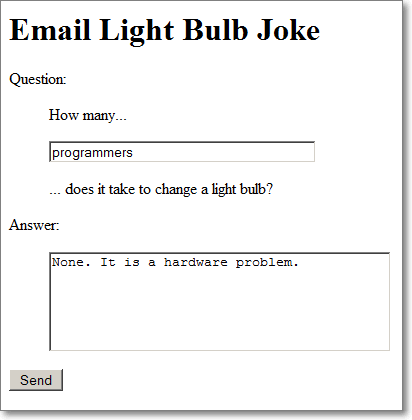 Email Light Bulb Joke
Question:
How many...
programmers
... does it take to change a light bulb?
Answer:
None. It is a hardware problem.
Send